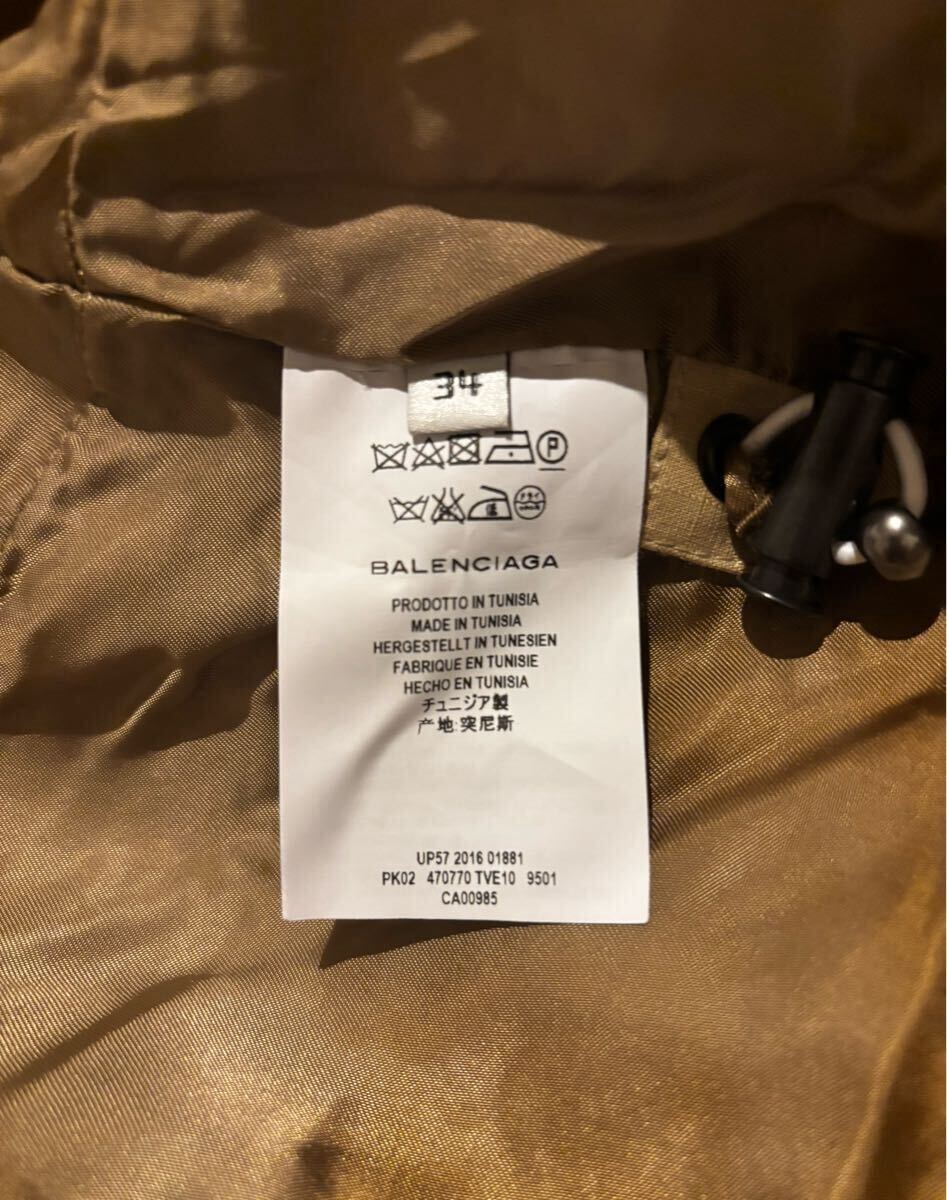 34
P
BALENCIAGA
PRODOTTO IN TUNISIA
MADE IN TUNISIA
HERGESTELLT IN TUNESIEN
FABRIQUE EN TUNISIE
HECHO EN TUNISIA
チュニジア製
产地:突尼斯
UP57 2016 01881
PK02 470770 TVE10 9501
CA00985